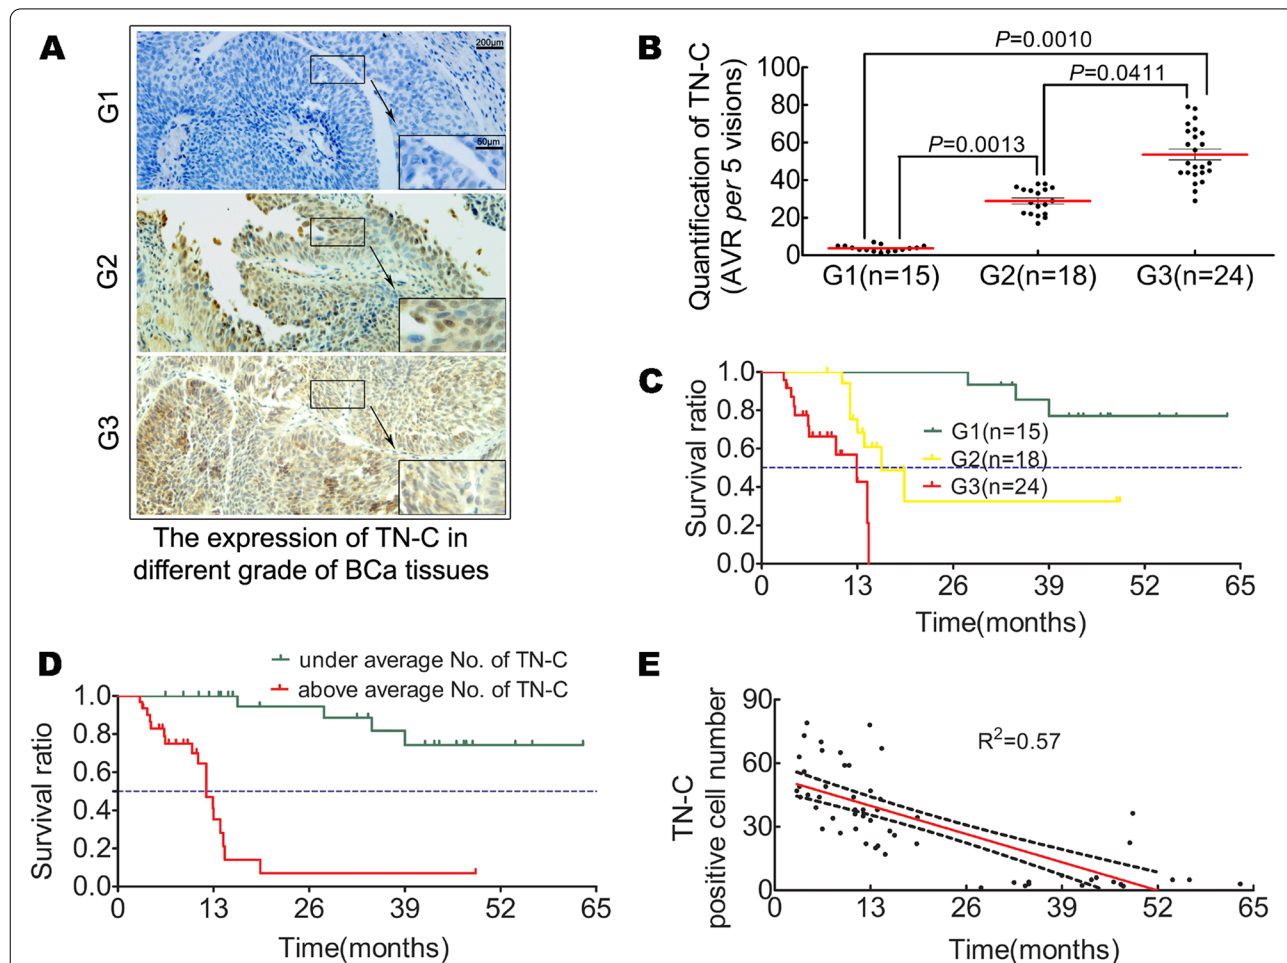 A
G1
200μm
50μm
G2
G3
The expression of TN-C in
different grade of BCa tissues
B
Quantification of TN-C
(AVR per 5 visions)
100
80
60
40
20
0
P=0.0010
P=0.0411
P=0.0013
G1(n=15) G2(n=18) G3(n=24)
C
Survival ratio
1.0
0.8
0.6
0.4
0.2
0.0
G1(n=15)
G2(n=18)
G3(n=24)
0 13 26 39 52 65
Time(months)
D
under average No. of TN-C
above average No. of TN-C
Survival ratio
1.0
0.8
0.6
0.4
0.2
0.0
0 13 26 39 52 65
Time(months)
E
TN-C
positive cell number
90
60
30
0
R²=0.57
0 13 26 39 52 65
Time(months)